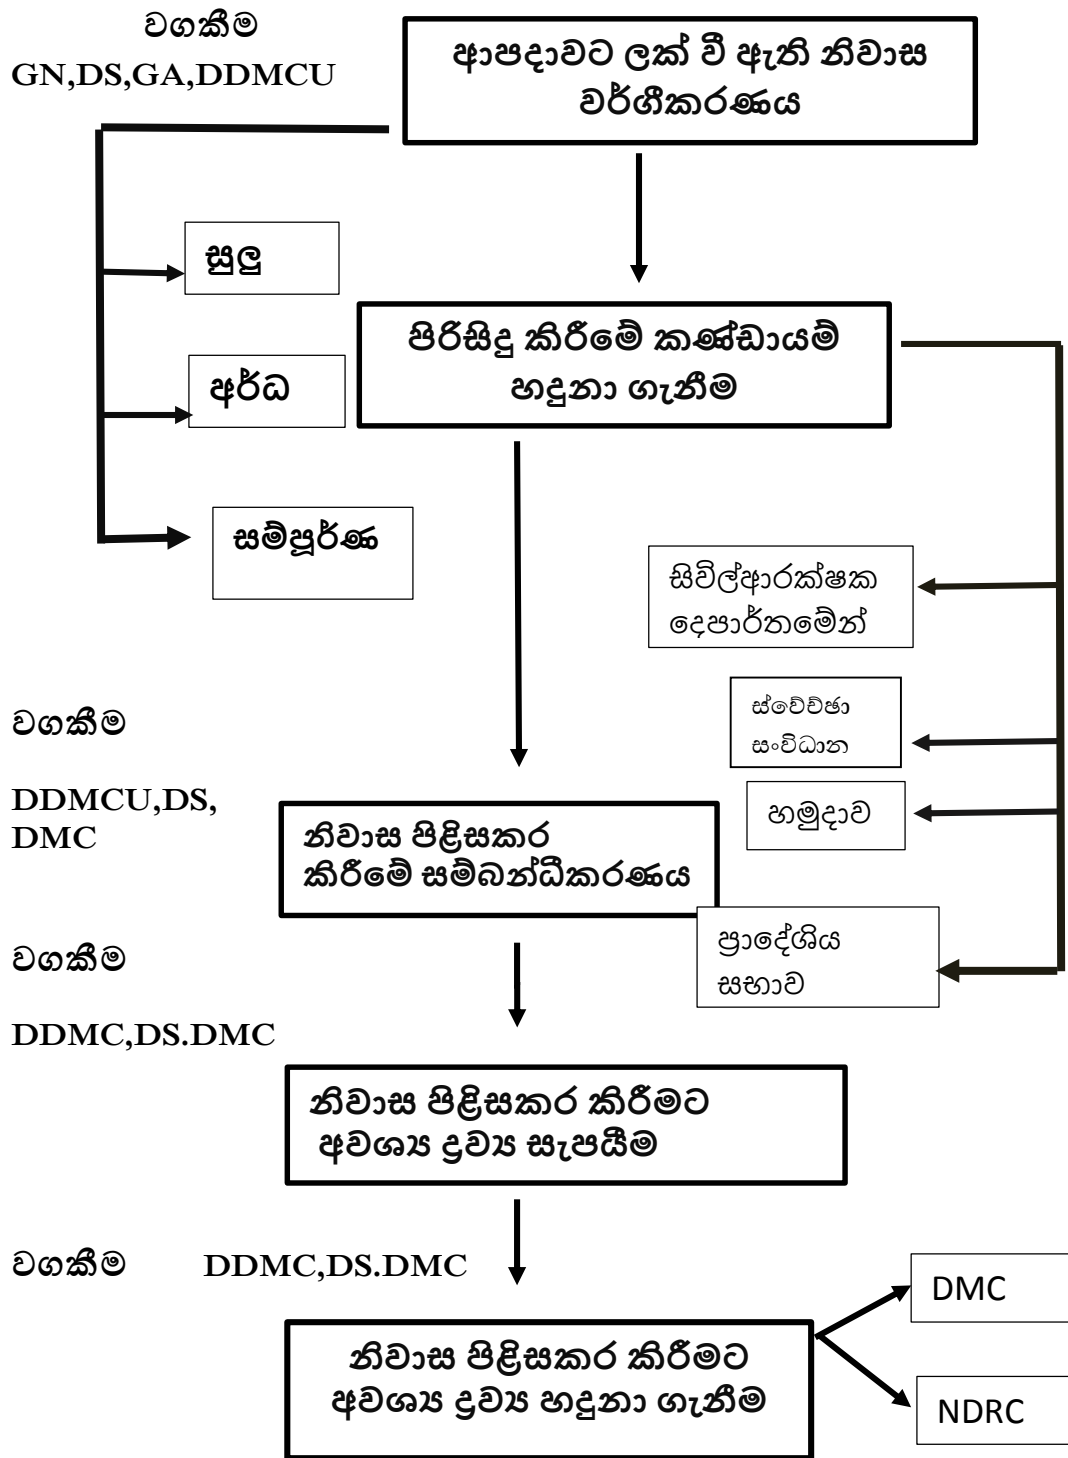 වගකීම
GN,DS,GA,DDMCU
ආපදාවට ලක් වී ඇති නිවාස
වර්ගීකරණය
සුලු
පිරිසිදු කිරීමේ කණ්ඩායම්
හදුනා ගැනීම
අර්ධ
සම්පූර්ණ
සිවිල්ආරක්ෂක
දෙපාර්තමේන්
ස්වේච්ඡා
සංවිධාන
හමුදාව
ප්‍රාදේශිය
සභාව
වගකීම
DDMCU,DS,
DMC
නිවාස පිළිසකර
කිරීමේ සම්බන්ධීකරණය
වගකීම
DDMC,DS.DMC
නිවාස පිළිසකර කිරීමට
අවශ්‍ය ද්‍රව්‍ය සැපයීම
වගකීම DDMC,DS.DMC
නිවාස පිළිසකර කිරීමට
අවශ්‍ය ද්‍රව්‍ය හදුනා ගැනීම
DMC
NDRC